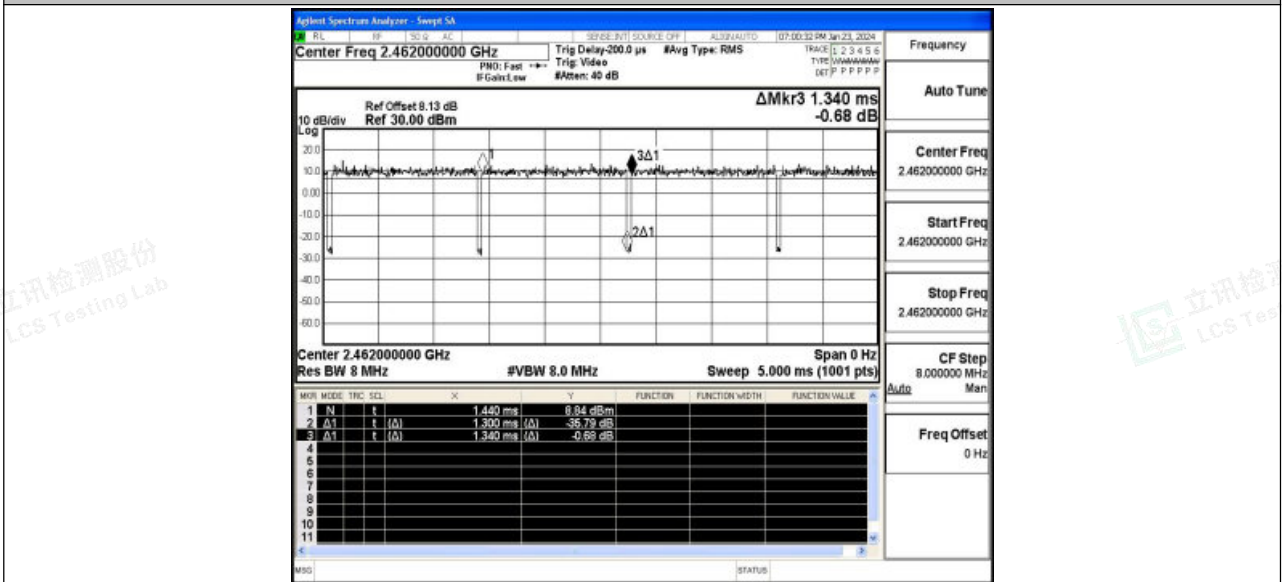 Agilent Spectrum Analyzer - Swept SA
RL RF 50 Ω AC SENSE:INT SOURCE OFF ALIGNAUTO 07:00:32 PM Jan 23, 2024
Center Freq 2.462000000 GHz
PNO: Fast
IFGain:Low
Trig Delay-200.0 µs
Trig: Video
#Atten: 40 dB
#Avg Type: RMS
TRACE 1 2 3 4 5 6
TYPE
DET P P P P P P
Frequency
Auto Tune
Center Freq
2.462000000 GHz
Start Freq
2.462000000 GHz
Stop Freq
2.462000000 GHz
CF Step
8.000000 MHz
Auto Man
Freq Offset
0 Hz
ΔMkr3 1.340 ms
-0.68 dB
Ref Offset 8.13 dB
10 dB/div Ref 30.00 dBm
Log
20.0
10.0
0.00
-10.0
-20.0
-30.0
-40.0
-50.0
-60.0
1
3Δ1
2Δ1
Center 2.462000000 GHz Span 0 Hz
Res BW 8 MHz #VBW 8.0 MHz Sweep 5.000 ms (1001 pts)
MKR MODE TRC SCL X Y FUNCTION FUNCTION WIDTH FUNCTION VALUE
1 N t 1.440 ms 8.84 dBm
2 Δ1 t (Δ) 1.300 ms (Δ) -35.79 dB
3 Δ1 t (Δ) 1.340 ms (Δ) -0.68 dB
4
5
6
7
8
9
10
11
MSG STATUS
立讯检测股份
LCS Testing Lab
立讯检
LCS Tes